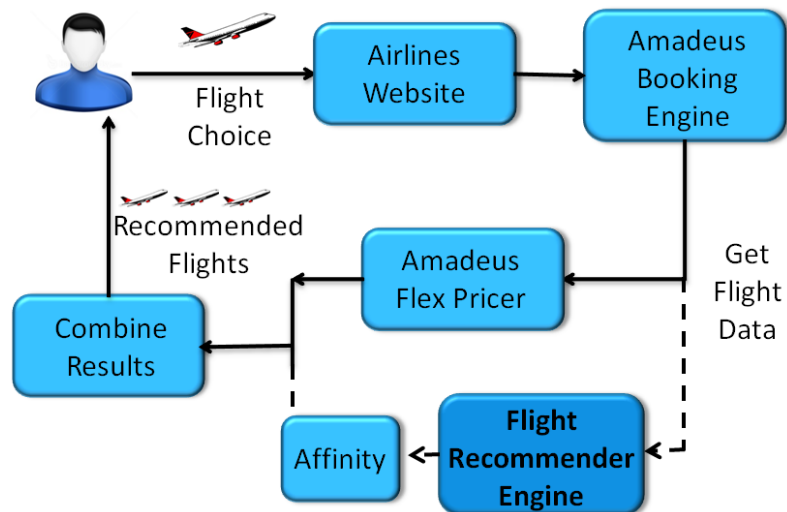 Airlines
Website
Amadeus
Booking
Engine
Flight
Choice
Recommended
Flights
Amadeus
Flex Pricer
Get
Flight
Data
Combine
Results
Affinity
Flight
Recommender
Engine